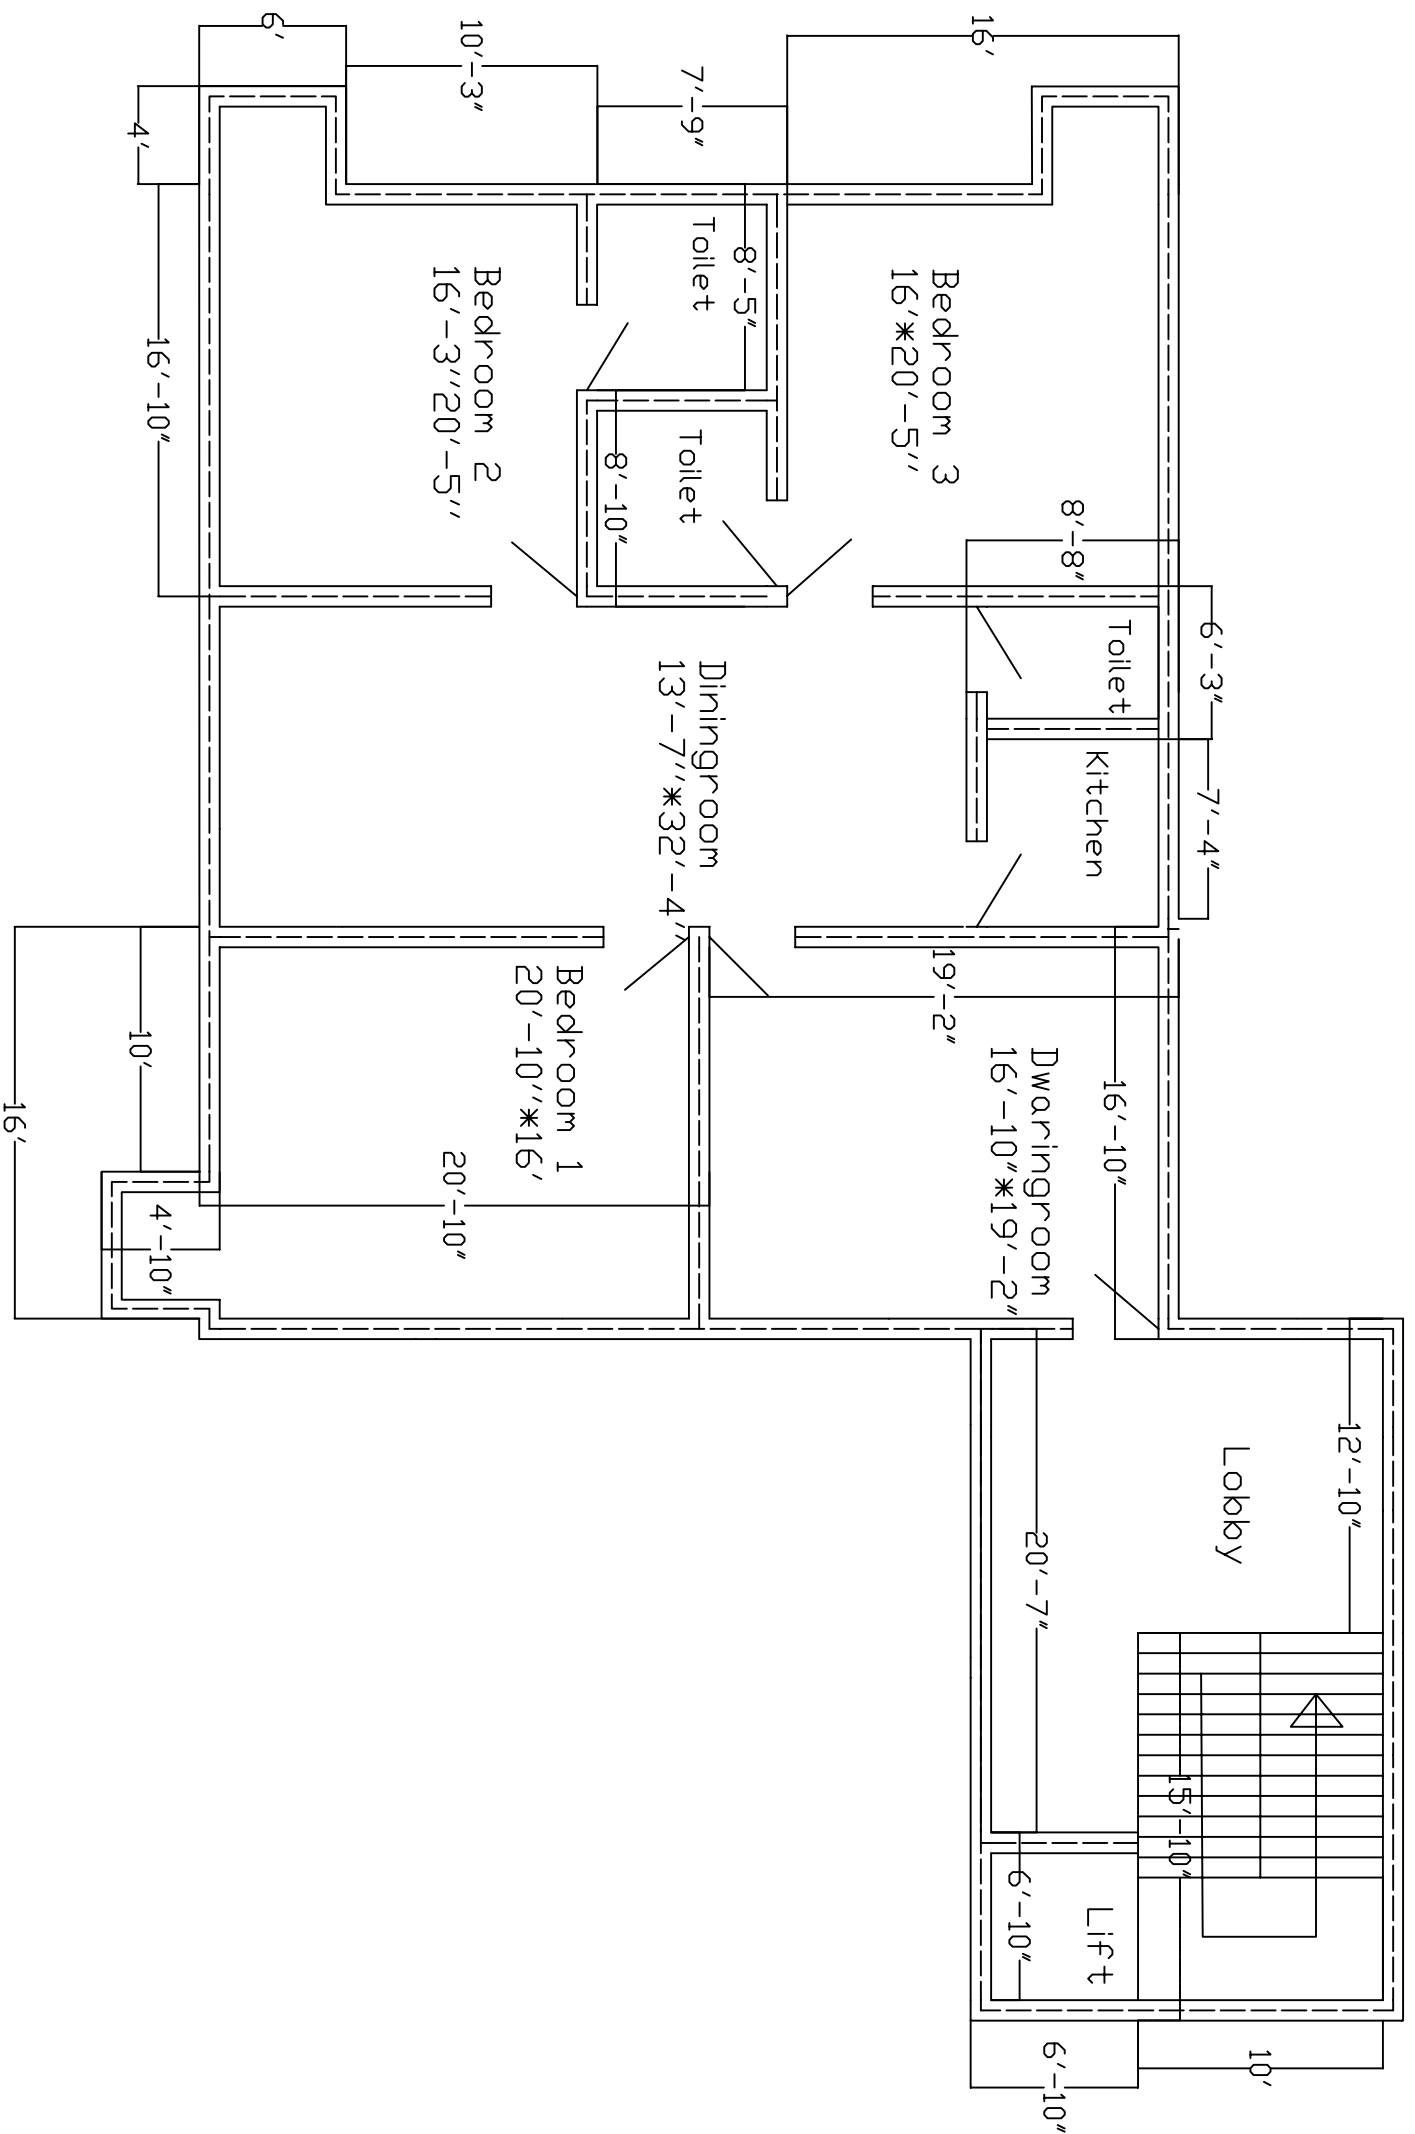 16'
7'-9"
10'-3"
6'
4'
Bedroom 3
16'*20'-5''
Toilet
8'-5"
Bedroom 2
16'-3''20'-5''
16'-10"
Toilet
8'-10"
8'-8"
6'-3"
Toilet
Diningroom
13'-7''*32'-4''
Kitchen
7'-4"
19'-2"
Dwaringroom
16'-10"*19'-2"
16'-10"
Bedroom 1
20'-10''*16'
20'-10"
10'
16'
4'-10"
12'-10"
Lobby
20'-7"
15'-10"
Lift
6'-10"
10'
6'-10"